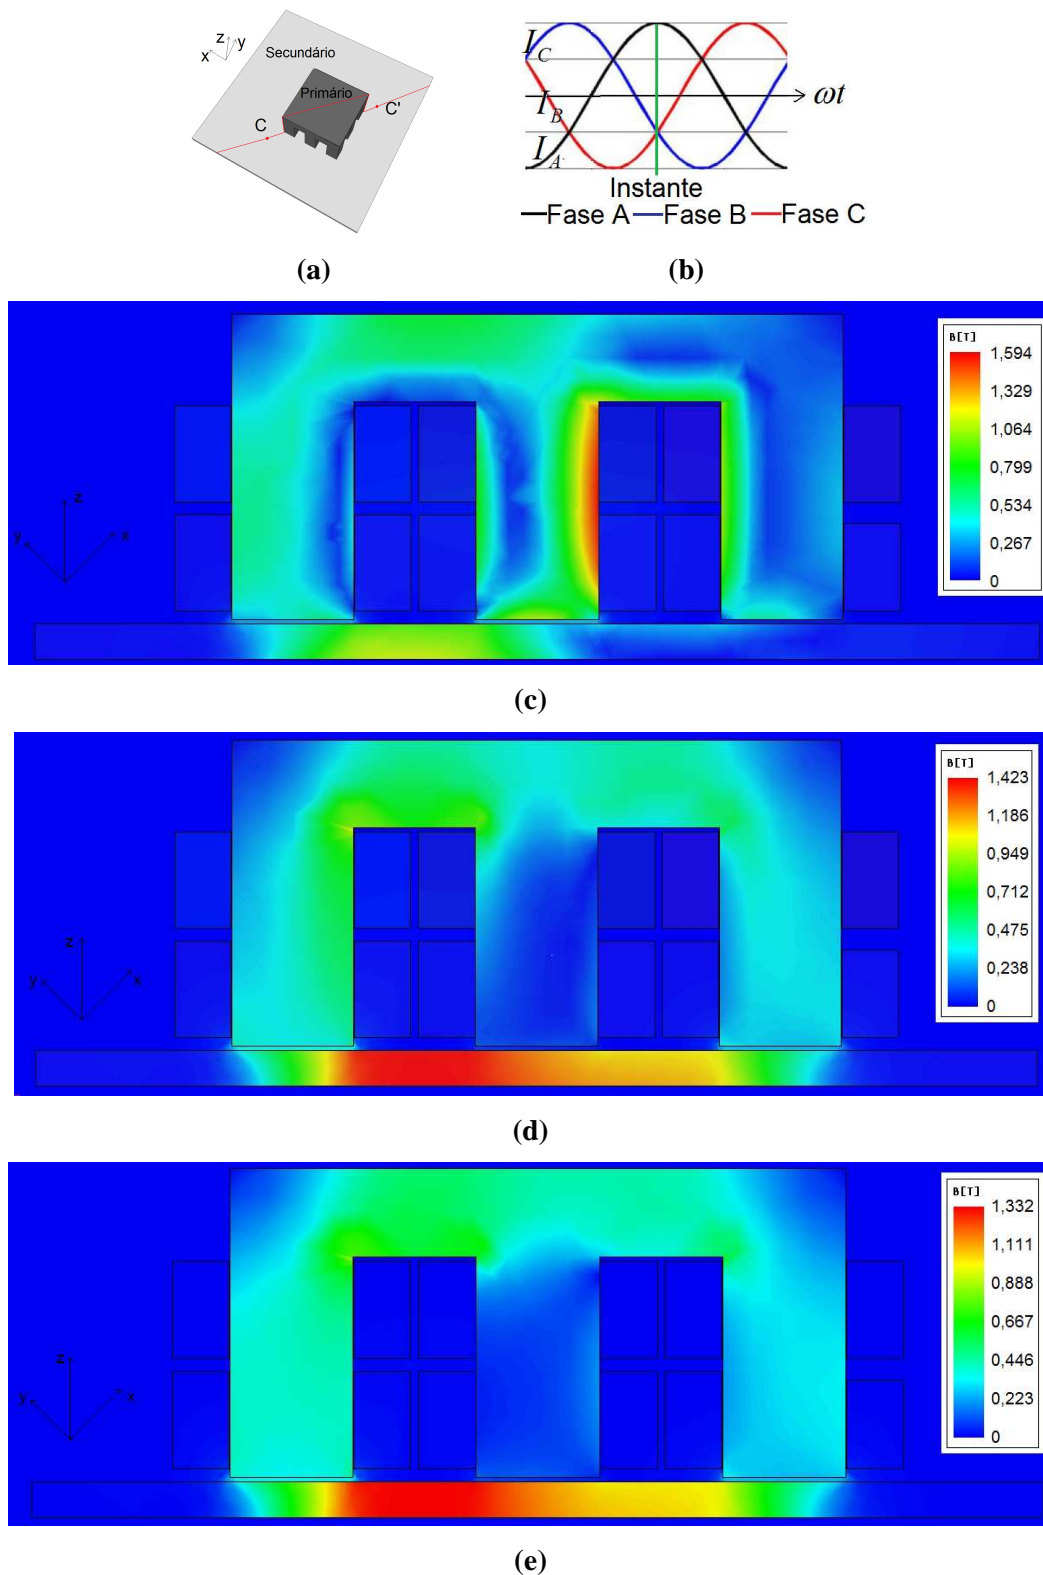 z
y
x
Secundário
Primário
C'
C
(a)
I_C
I_B
I_A
ωt
Instante
Fase A
Fase B
Fase C
(b)
B[T]
1,594
1,329
1,064
0,799
0,534
0,267
0
z
y
x
(c)
B[T]
1,423
1,186
0,949
0,712
0,475
0,238
0
z
y
x
(d)
B[T]
1,332
1,111
0,888
0,667
0,446
0,223
0
z
y
x
(e)